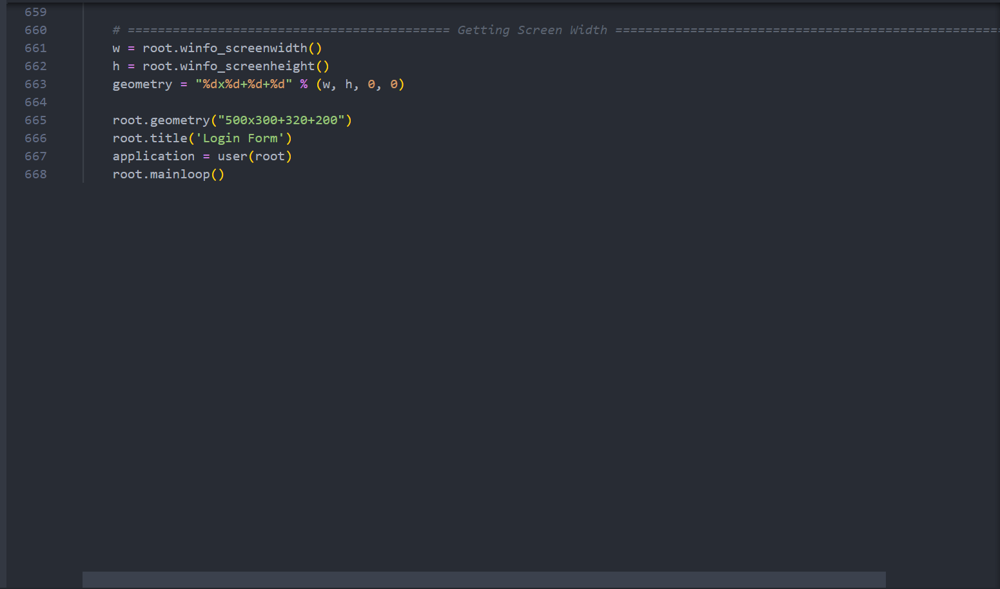 659
660 # =========================================== Getting Screen Width ===================================================
661 w = root.winfo_screenwidth()
662 h = root.winfo_screenheight()
663 geometry = "%dx%d+%d+%d" % (w, h, 0, 0)
664
665 root.geometry("500x300+320+200")
666 root.title('Login Form')
667 application = user(root)
668 root.mainloop()